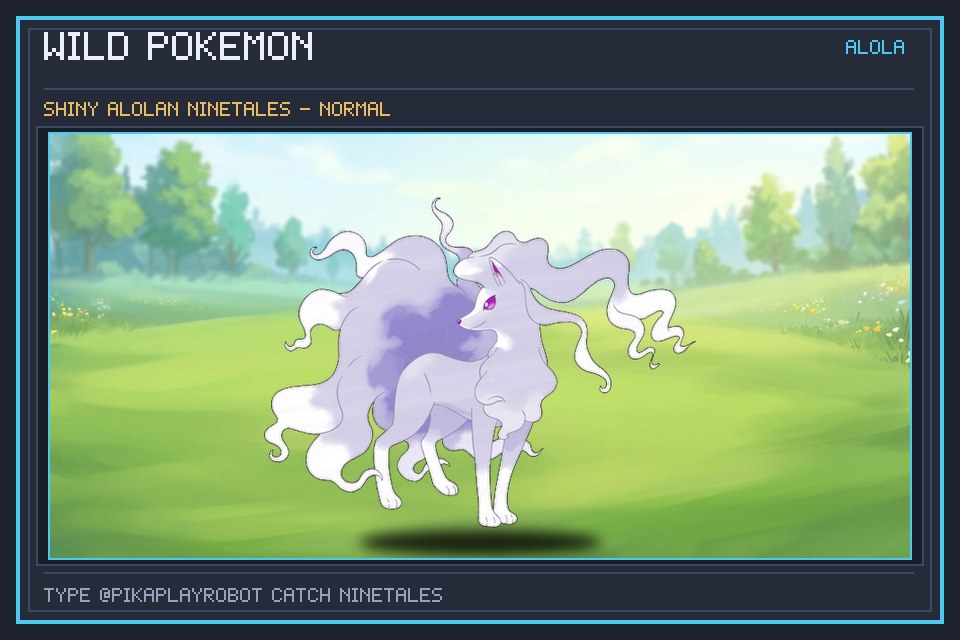 WILD POKEMON
ALOLA
SHINY ALOLAN NINETALES - NORMAL
TYPE @PIKAPLAYROBOT CATCH NINETALES